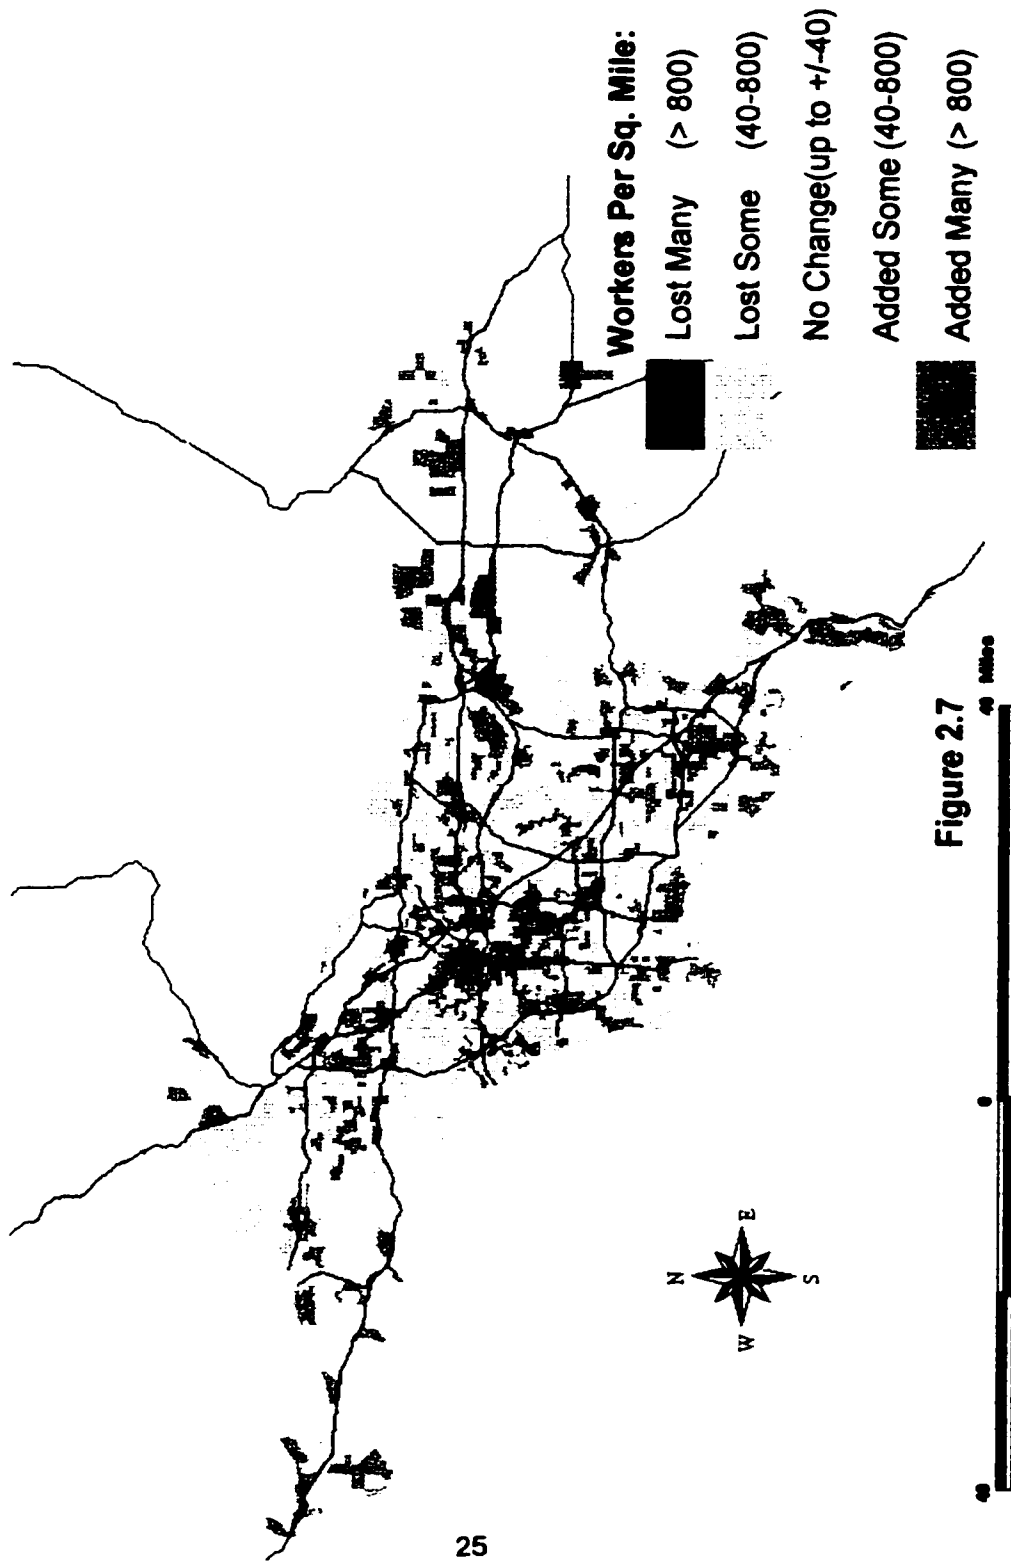 Workers Per Sq. Mile:
Lost Many (> 800)
Lost Some (40-800)
No Change(up to +/-40)
Added Some (40-800)
Added Many (> 800)
N
W E
S
Figure 2.7
40 0 40 Miles
25